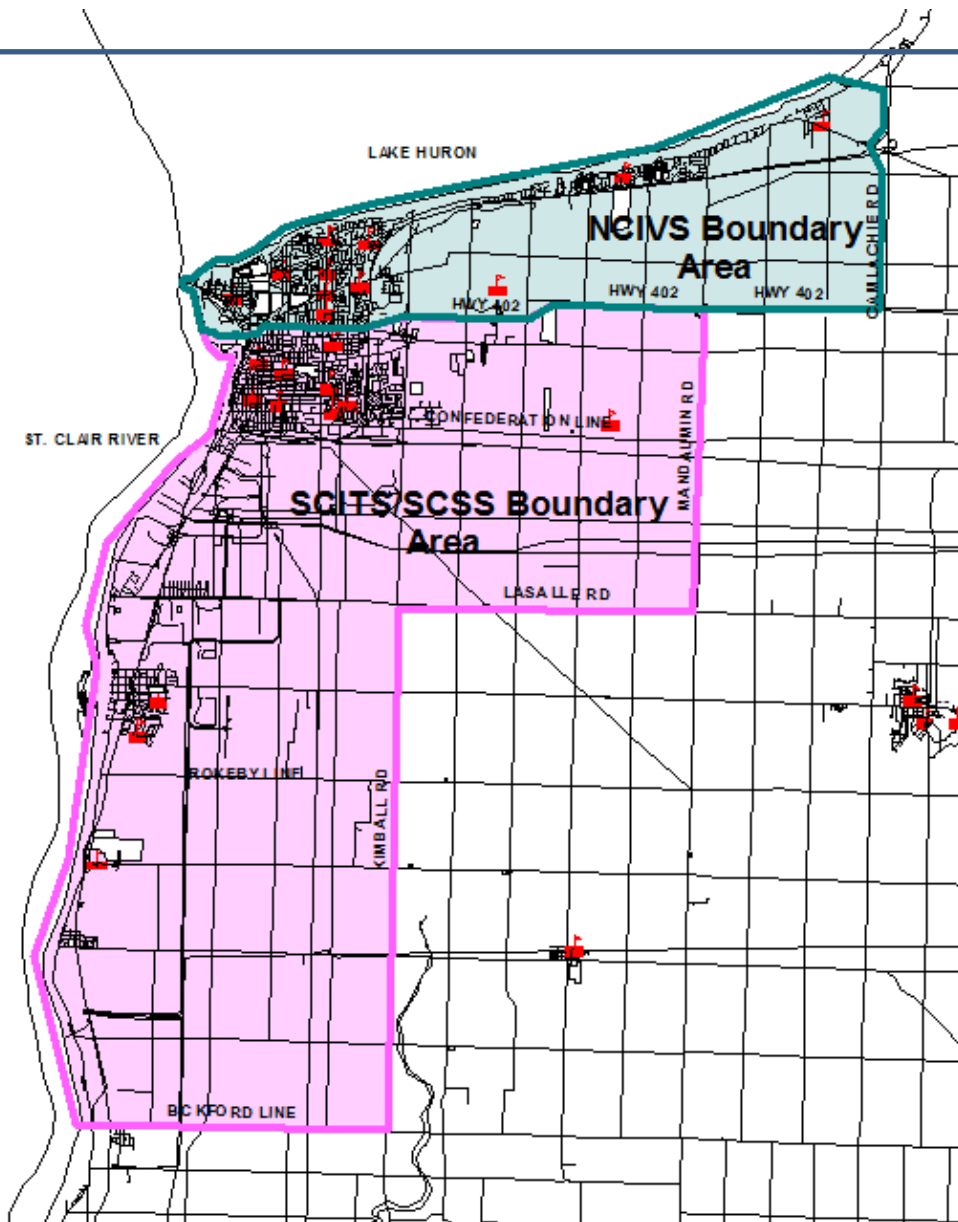 LAKE HURON
NCIVS Boundary
Area
CAMLACHIE RD
HWY 402
HWY 402
HWY 402
CONFEDERATION LINE
MANDAUMIN RD
ST. CLAIR RIVER
SCITS/SCSS Boundary
Area
LASALLE RD
ROKEBY LINE
KIMBALL RD
BICKFORD LINE